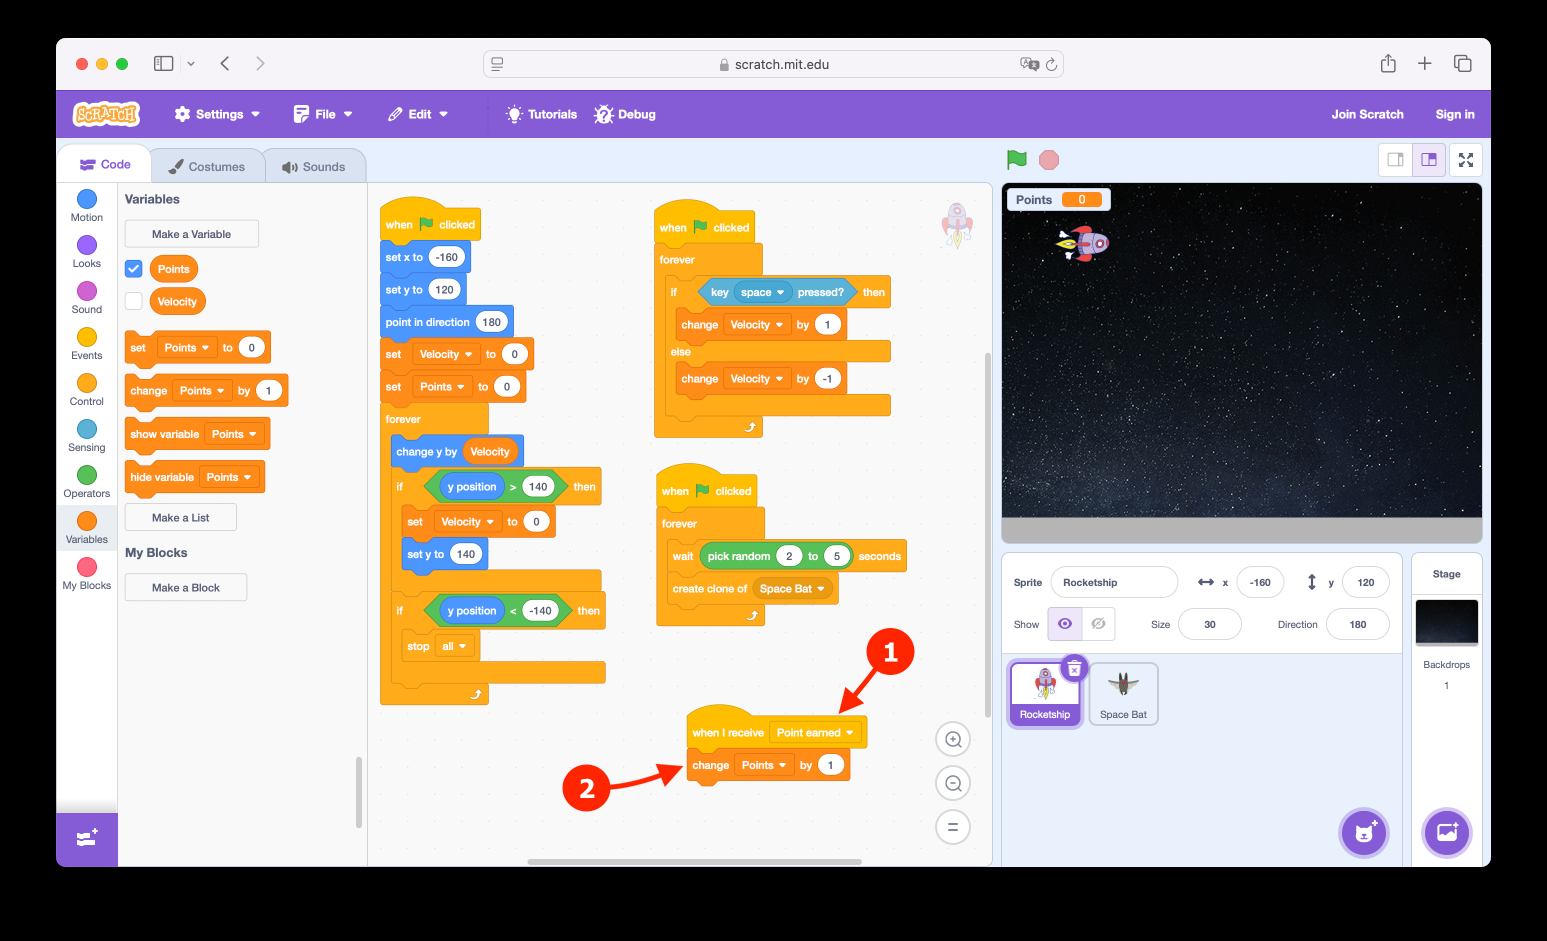 scratch.mit.edu
SCRATCH
Settings
File
Edit
Tutorials
Debug
Join Scratch
Sign in
Code
Costumes
Sounds
Motion
Looks
Sound
Events
Control
Sensing
Operators
Variables
My Blocks
Variables
Make a Variable
Points
Velocity
set Points to 0
change Points by 1
show variable Points
hide variable Points
Make a List
My Blocks
Make a Block
when clicked
set x to -160
set y to 120
point in direction 180
set Velocity to 0
set Points to 0
forever
change y by Velocity
if y position > 140 then
set Velocity to 0
set y to 140
if y position < -140 then
stop all
when clicked
forever
if key space pressed? then
change Velocity by 1
else
change Velocity by -1
when clicked
forever
wait pick random 2 to 5 seconds
create clone of Space Bat
1
when I receive Point earned
change Points by 1
2
Points 0
Sprite Rocketship x -160 y 120
Show Size 30 Direction 180
Rocketship
Space Bat
Stage
Backdrops
1